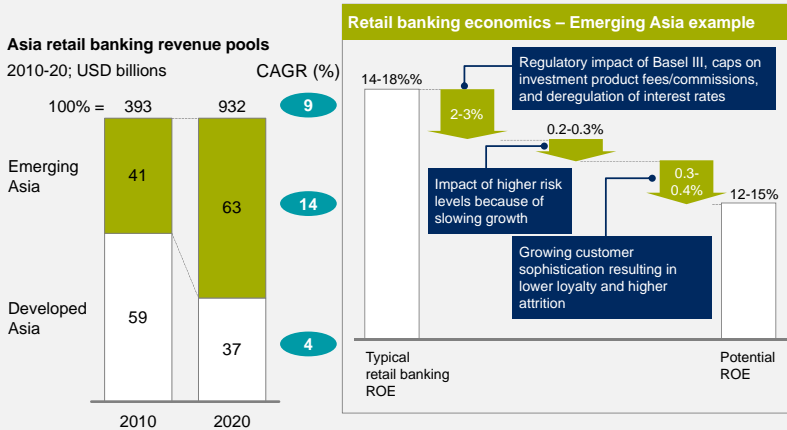 Asia retail banking revenue pools
2010-20; USD billions
CAGR (%)
100% =
393
932
9
Emerging
Asia
41
63
14
Developed
Asia
59
37
4
2010
2020
Retail banking economics – Emerging Asia example
14-18%%
2-3%
Regulatory impact of Basel III, caps on
investment product fees/commissions,
and deregulation of interest rates
0.2-0.3%
Impact of higher risk
levels because of
slowing growth
0.3-
0.4%
Growing customer
sophistication resulting in
lower loyalty and higher
attrition
12-15%
Typical
retail banking
ROE
Potential
ROE